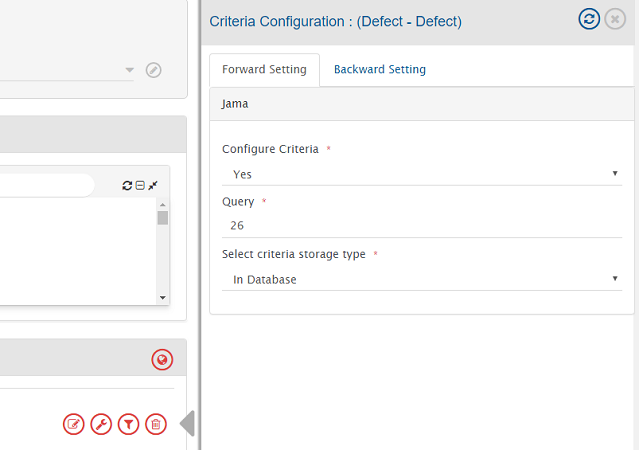 Criteria Configuration : (Defect - Defect)
Forward Setting
Backward Setting
Jama
Configure Criteria *
Yes
Query *
26
Select criteria storage type *
In Database